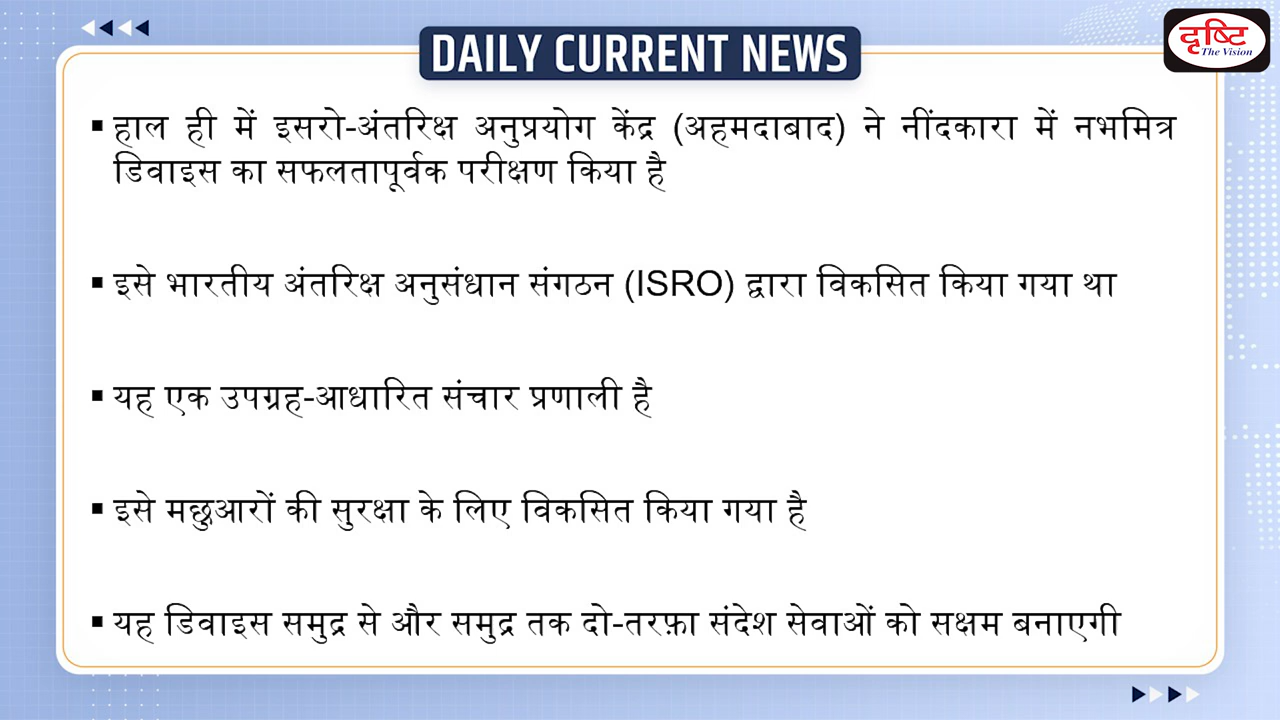 DAILY CURRENT NEWS
दृष्टि
The Vision
▪ हाल ही में इसरो-अंतरिक्ष अनुप्रयोग केंद्र (अहमदाबाद) ने नींदकारा में नभमित्र
डिवाइस का सफलतापूर्वक परीक्षण किया है
▪ इसे भारतीय अंतरिक्ष अनुसंधान संगठन (ISRO) द्वारा विकसित किया गया था
▪ यह एक उपग्रह-आधारित संचार प्रणाली है
▪ इसे मछुआरों की सुरक्षा के लिए विकसित किया गया है
▪ यह डिवाइस समुद्र से और समुद्र तक दो-तरफ़ा संदेश सेवाओं को सक्षम बनाएगी